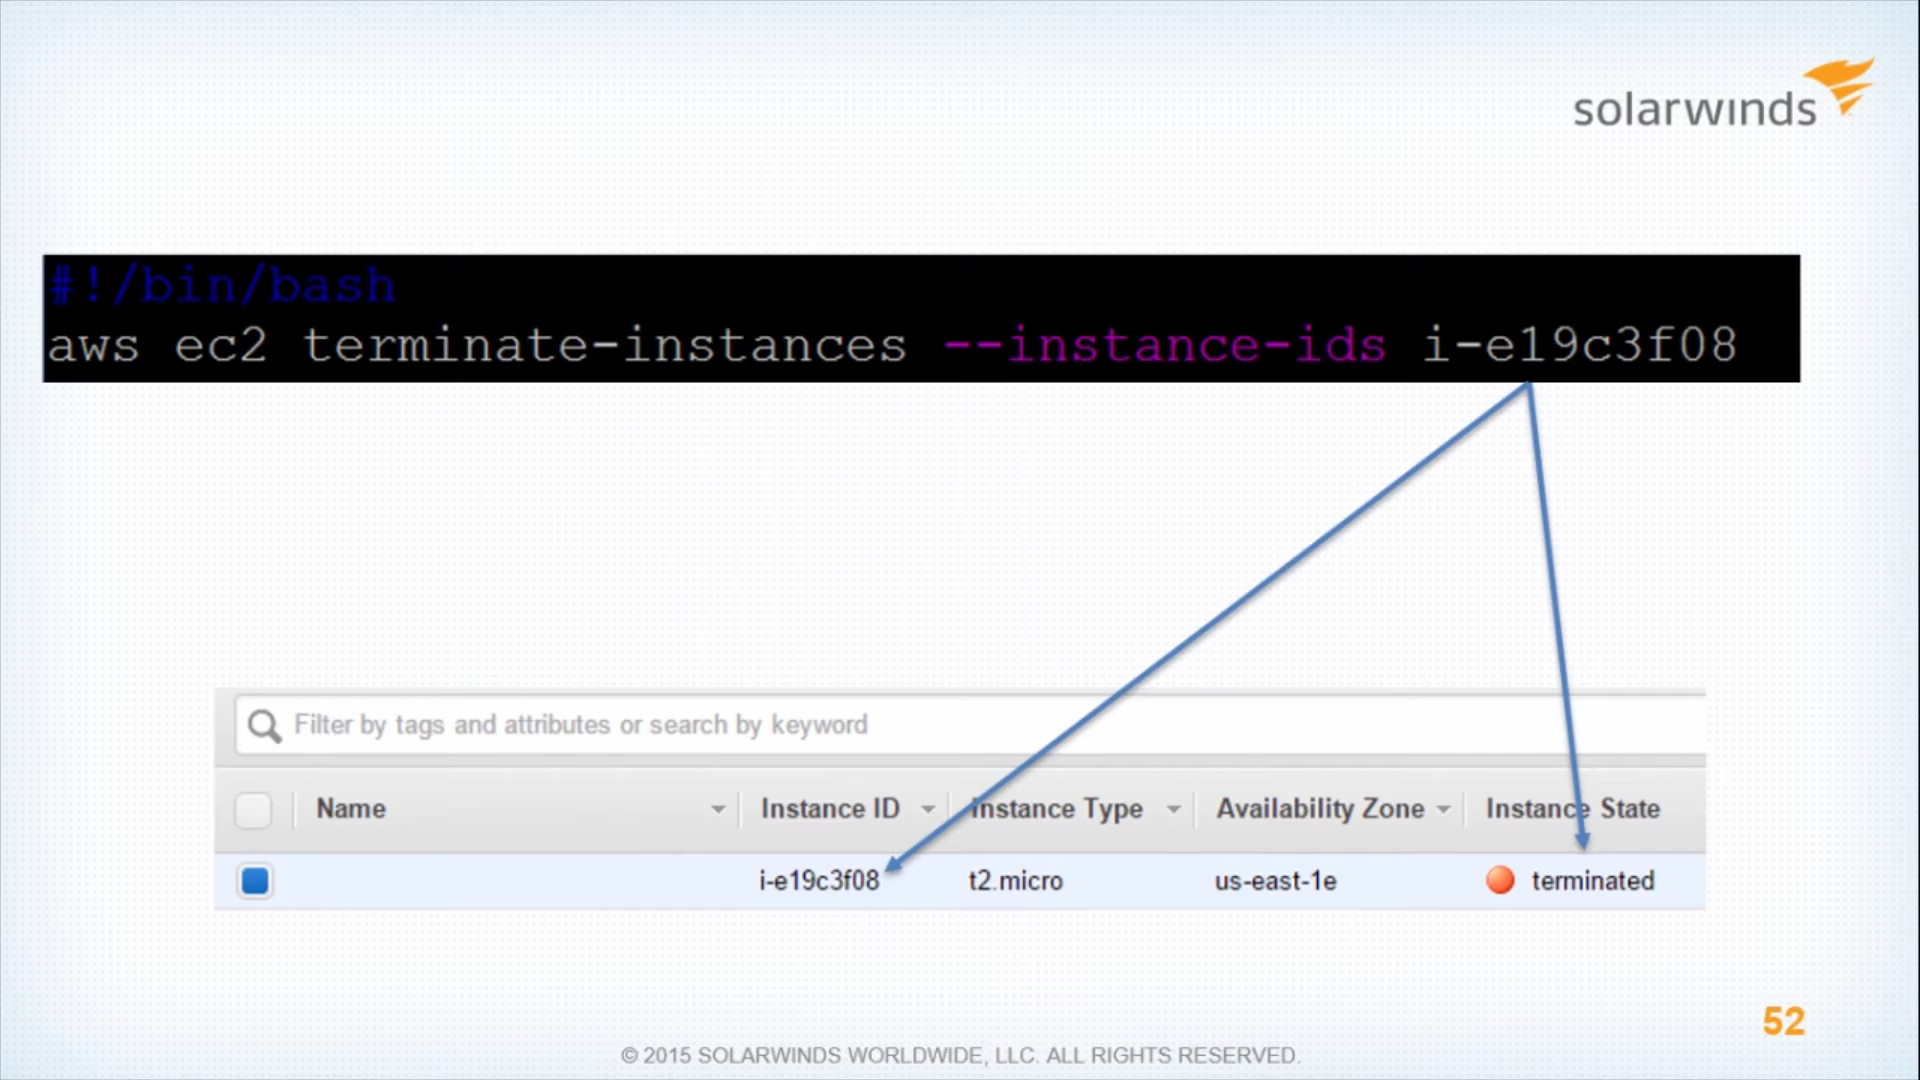 solarwinds
#!/bin/bash
aws ec2 terminate-instances --instance-ids i-e19c3f08
Filter by tags and attributes or search by keyword
Name Instance ID Instance Type Availability Zone Instance State
i-e19c3f08 t2.micro us-east-1e terminated
52
© 2015 SOLARWINDS WORLDWIDE, LLC. ALL RIGHTS RESERVED.